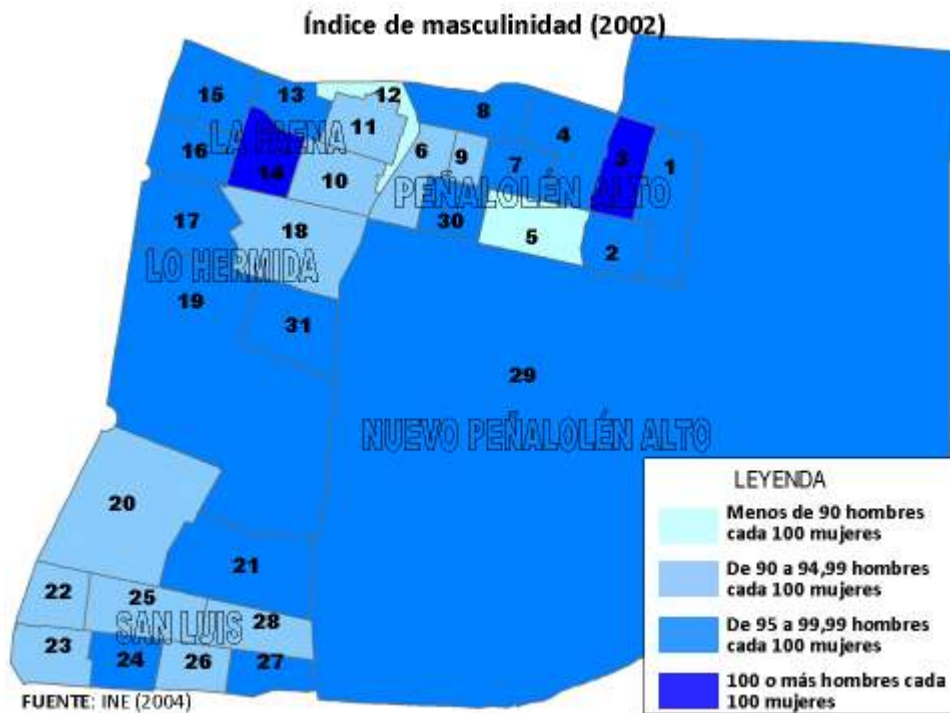 Índice de masculinidad (2002)
15
13
12
8
11
4
LA FAENA
16
14
6
9
7
3
1
10
PEÑALOLÉN ALTO
17
18
30
5
2
LO HERMIDA
19
31
29
NUEVO PEÑALOLÉN ALTO
20
21
22
25
28
SAN LUIS
23
24
26
27
LEYENDA
Menos de 90 hombres
cada 100 mujeres
De 90 a 94,99 hombres
cada 100 mujeres
De 95 a 99,99 hombres
cada 100 mujeres
100 o más hombres cada
100 mujeres
FUENTE: INE (2004)